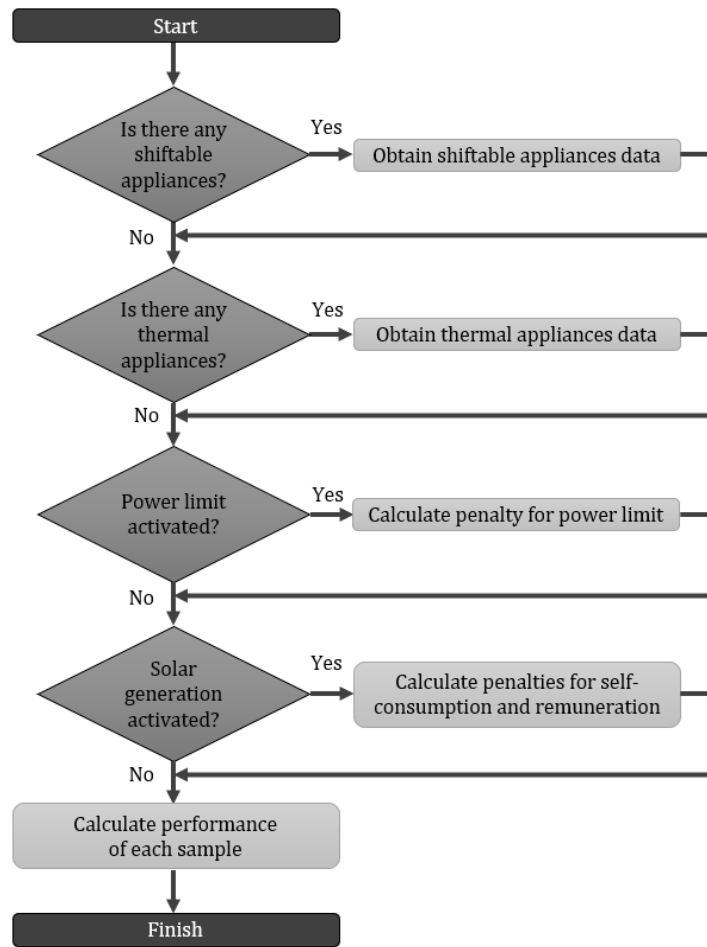 Start
Is there any
shiftable
appliances?
Yes
Obtain shiftable appliances data
No
Is there any
thermal
appliances?
Yes
Obtain thermal appliances data
No
Power limit
activated?
Yes
Calculate penalty for power limit
No
Solar
generation
activated?
Yes
Calculate penalties for self-
consumption and remuneration
No
Calculate performance
of each sample
Finish